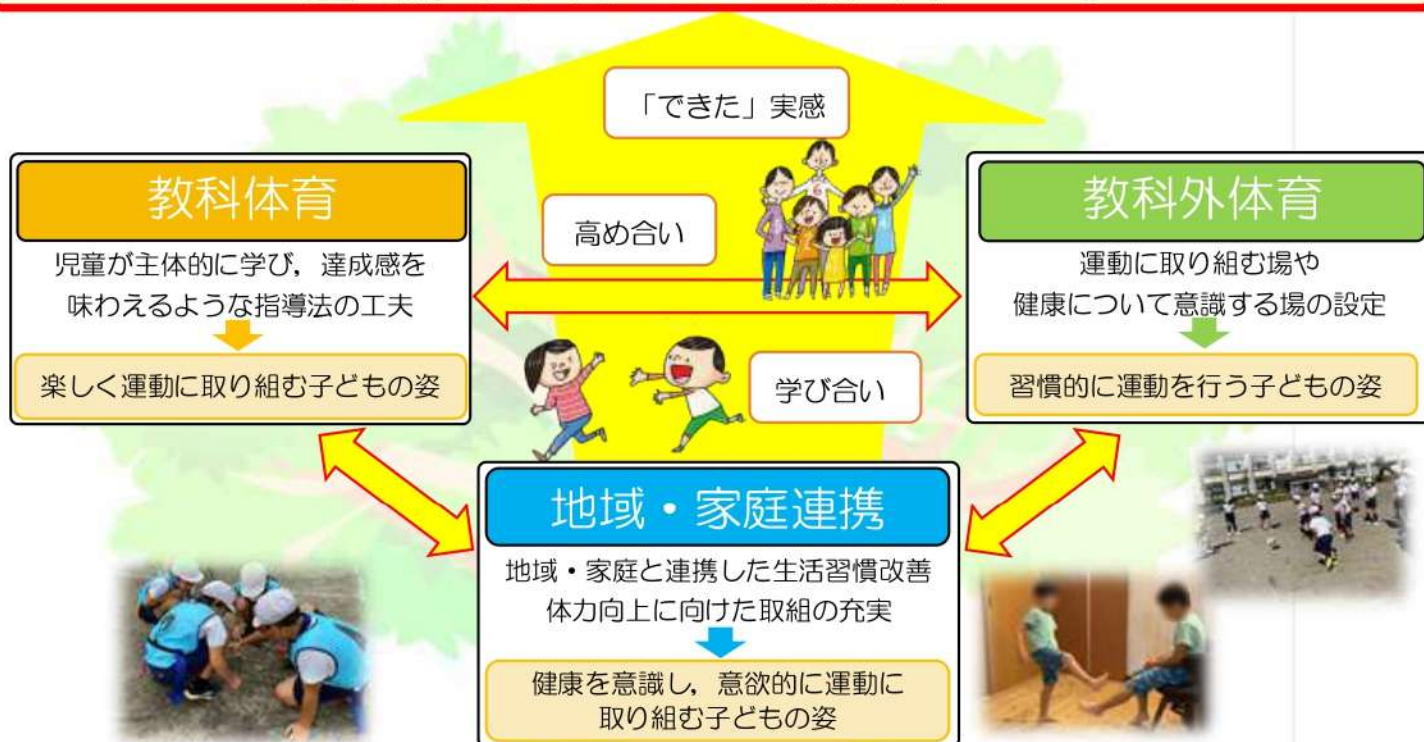 「できた」実感
高め合い
学び合い
教科体育
児童が主体的に学び，達成感を
味わえるような指導法の工夫
楽しく運動に取り組む子どもの姿
教科外体育
運動に取り組む場や
健康について意識する場の設定
習慣的に運動を行う子どもの姿
地域・家庭連携
地域・家庭と連携した生活習慣改善
体力向上に向けた取組の充実
健康を意識し，意欲的に運動に
取り組む子どもの姿